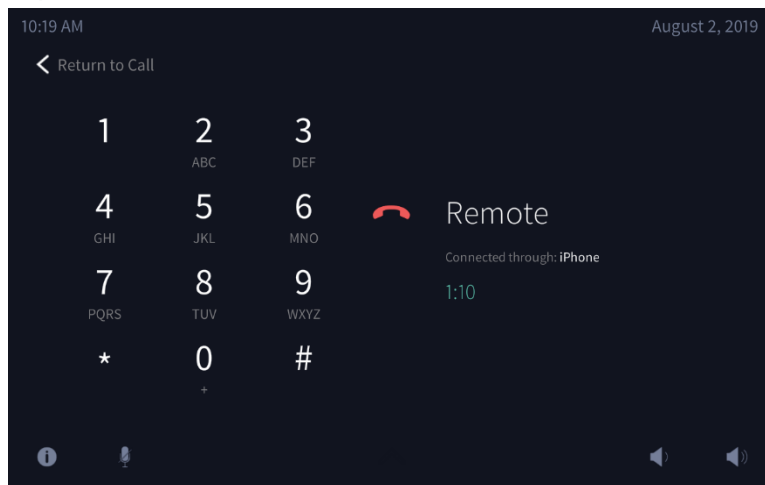 10:19 AM August 2, 2019
Return to Call
1 2 3
ABC DEF
4 5 6
GHI JKL MNO
Remote
Connected through: iPhone
7 8 9
PQRS TUV WXYZ
1:10
* 0 #
+